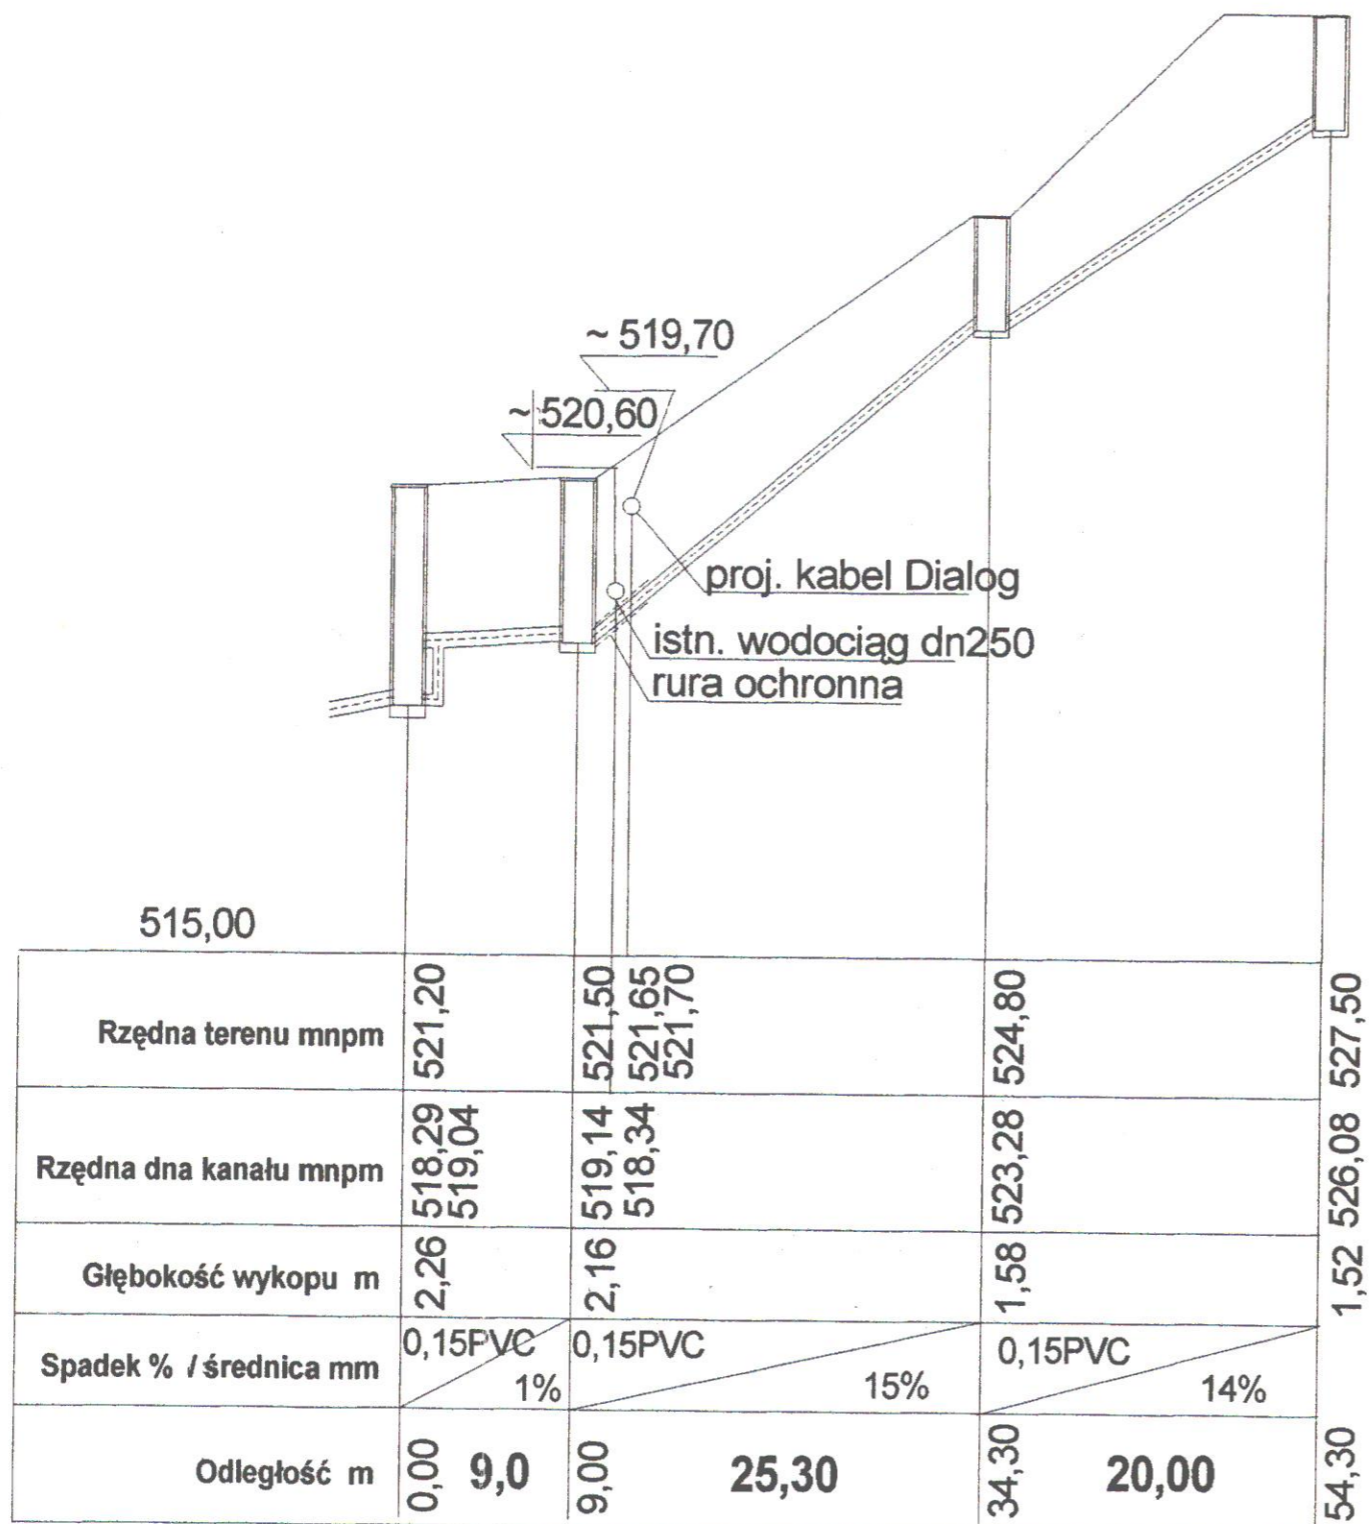 ~ 519,70
~ 520,60
proj. kabel Dialog
istn. wodociąg dn250
rura ochronna
515,00
Rzędna terenu mnpm 521,20 521,50 521,65 521,70 524,80 527,50
Rzędna dna kanału mnpm 518,29 519,04 519,14 518,34 523,28 526,08
Głębokość wykopu m 2,26 2,16 1,58 1,52
Spadek % / średnica mm 0,15PVC 1% 0,15PVC 15% 0,15PVC 14%
Odległość m 0,00 9,0 9,00 25,30 34,30 20,00 54,30